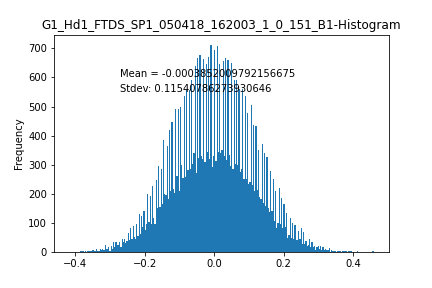 G1_Hd1_FTDS_SP1_050418_162003_1_0_151_B1-Histogram
700
600
500
400
300
200
100
0
Frequency
Mean = -0.0003852009792156675
Stdev: 0.11540786273930646
−0.4 −0.2 0.0 0.2 0.4